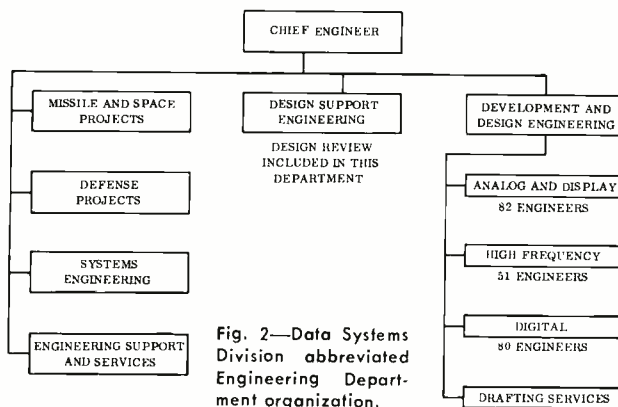 CHIEF ENGINEER
MISSILE AND SPACE
PROJECTS
DEFENSE
PROJECTS
SYSTEMS
ENGINEERING
ENGINEERING SUPPORT
AND SERVICES
DESIGN SUPPORT
ENGINEERING
DESIGN REVIEW
INCLUDED IN THIS
DEPARTMENT
DEVELOPMENT AND
DESIGN ENGINEERING
ANALOG AND DISPLAY
82 ENGINEERS
HIGH FREQUENCY
51 ENGINEERS
DIGITAL
80 ENGINEERS
DRAFTING SERVICES
Fig. 2—Data Systems
Division abbreviated
Engineering Depart-
ment organization.